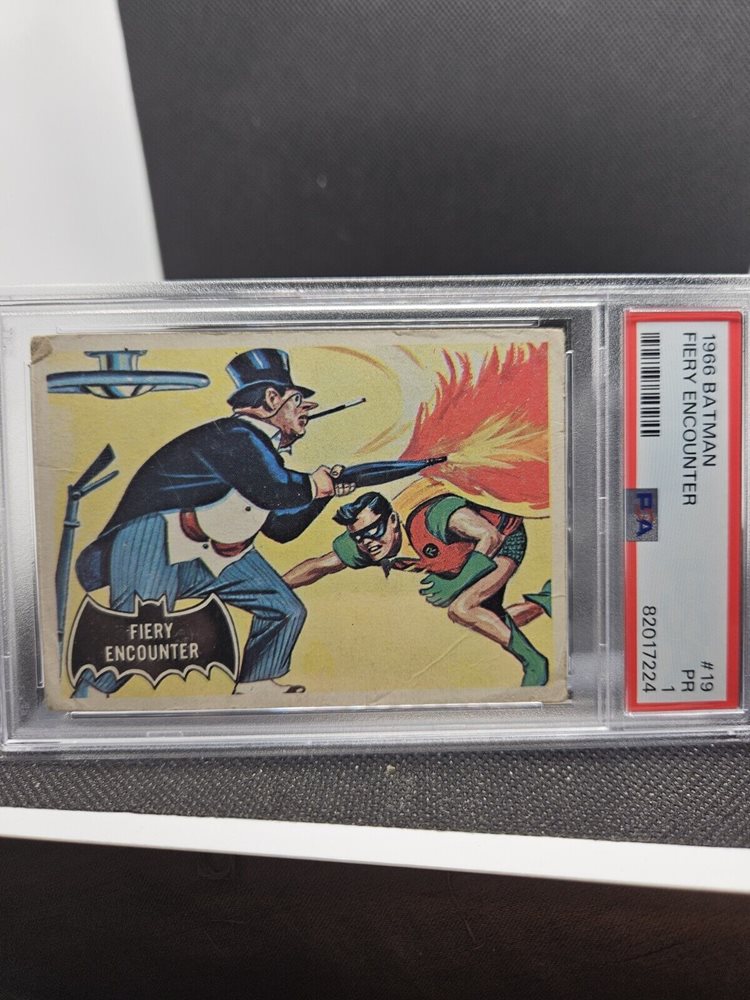 FIERY
ENCOUNTER
1966 BATMAN
FIERY ENCOUNTER
#19
PR
1
PSA
82017224
R